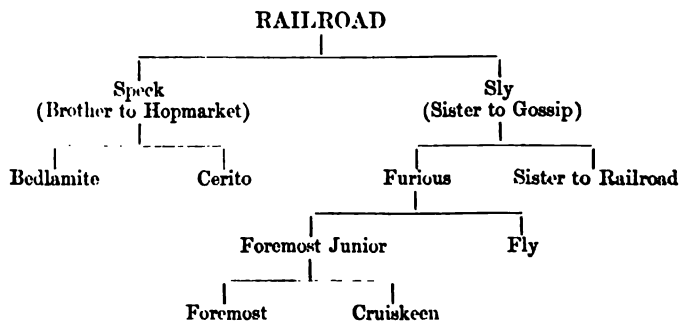 RAILROAD
Speck Sly
(Brother to Hopmarket) (Sister to Gossip)
Bedlamite Cerito Furious Sister to Railroad
Foremost Junior Fly
Foremost Cruiskeen